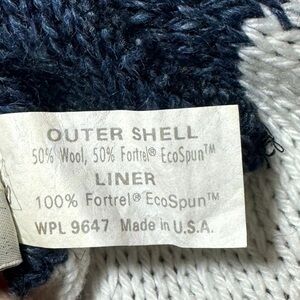 OUTER SHELL
50% Wool, 50% Fortrel® EcoSpun™
LINER
100% Fortrel® EcoSpun™
WPL 9647 Made in U.S.A.